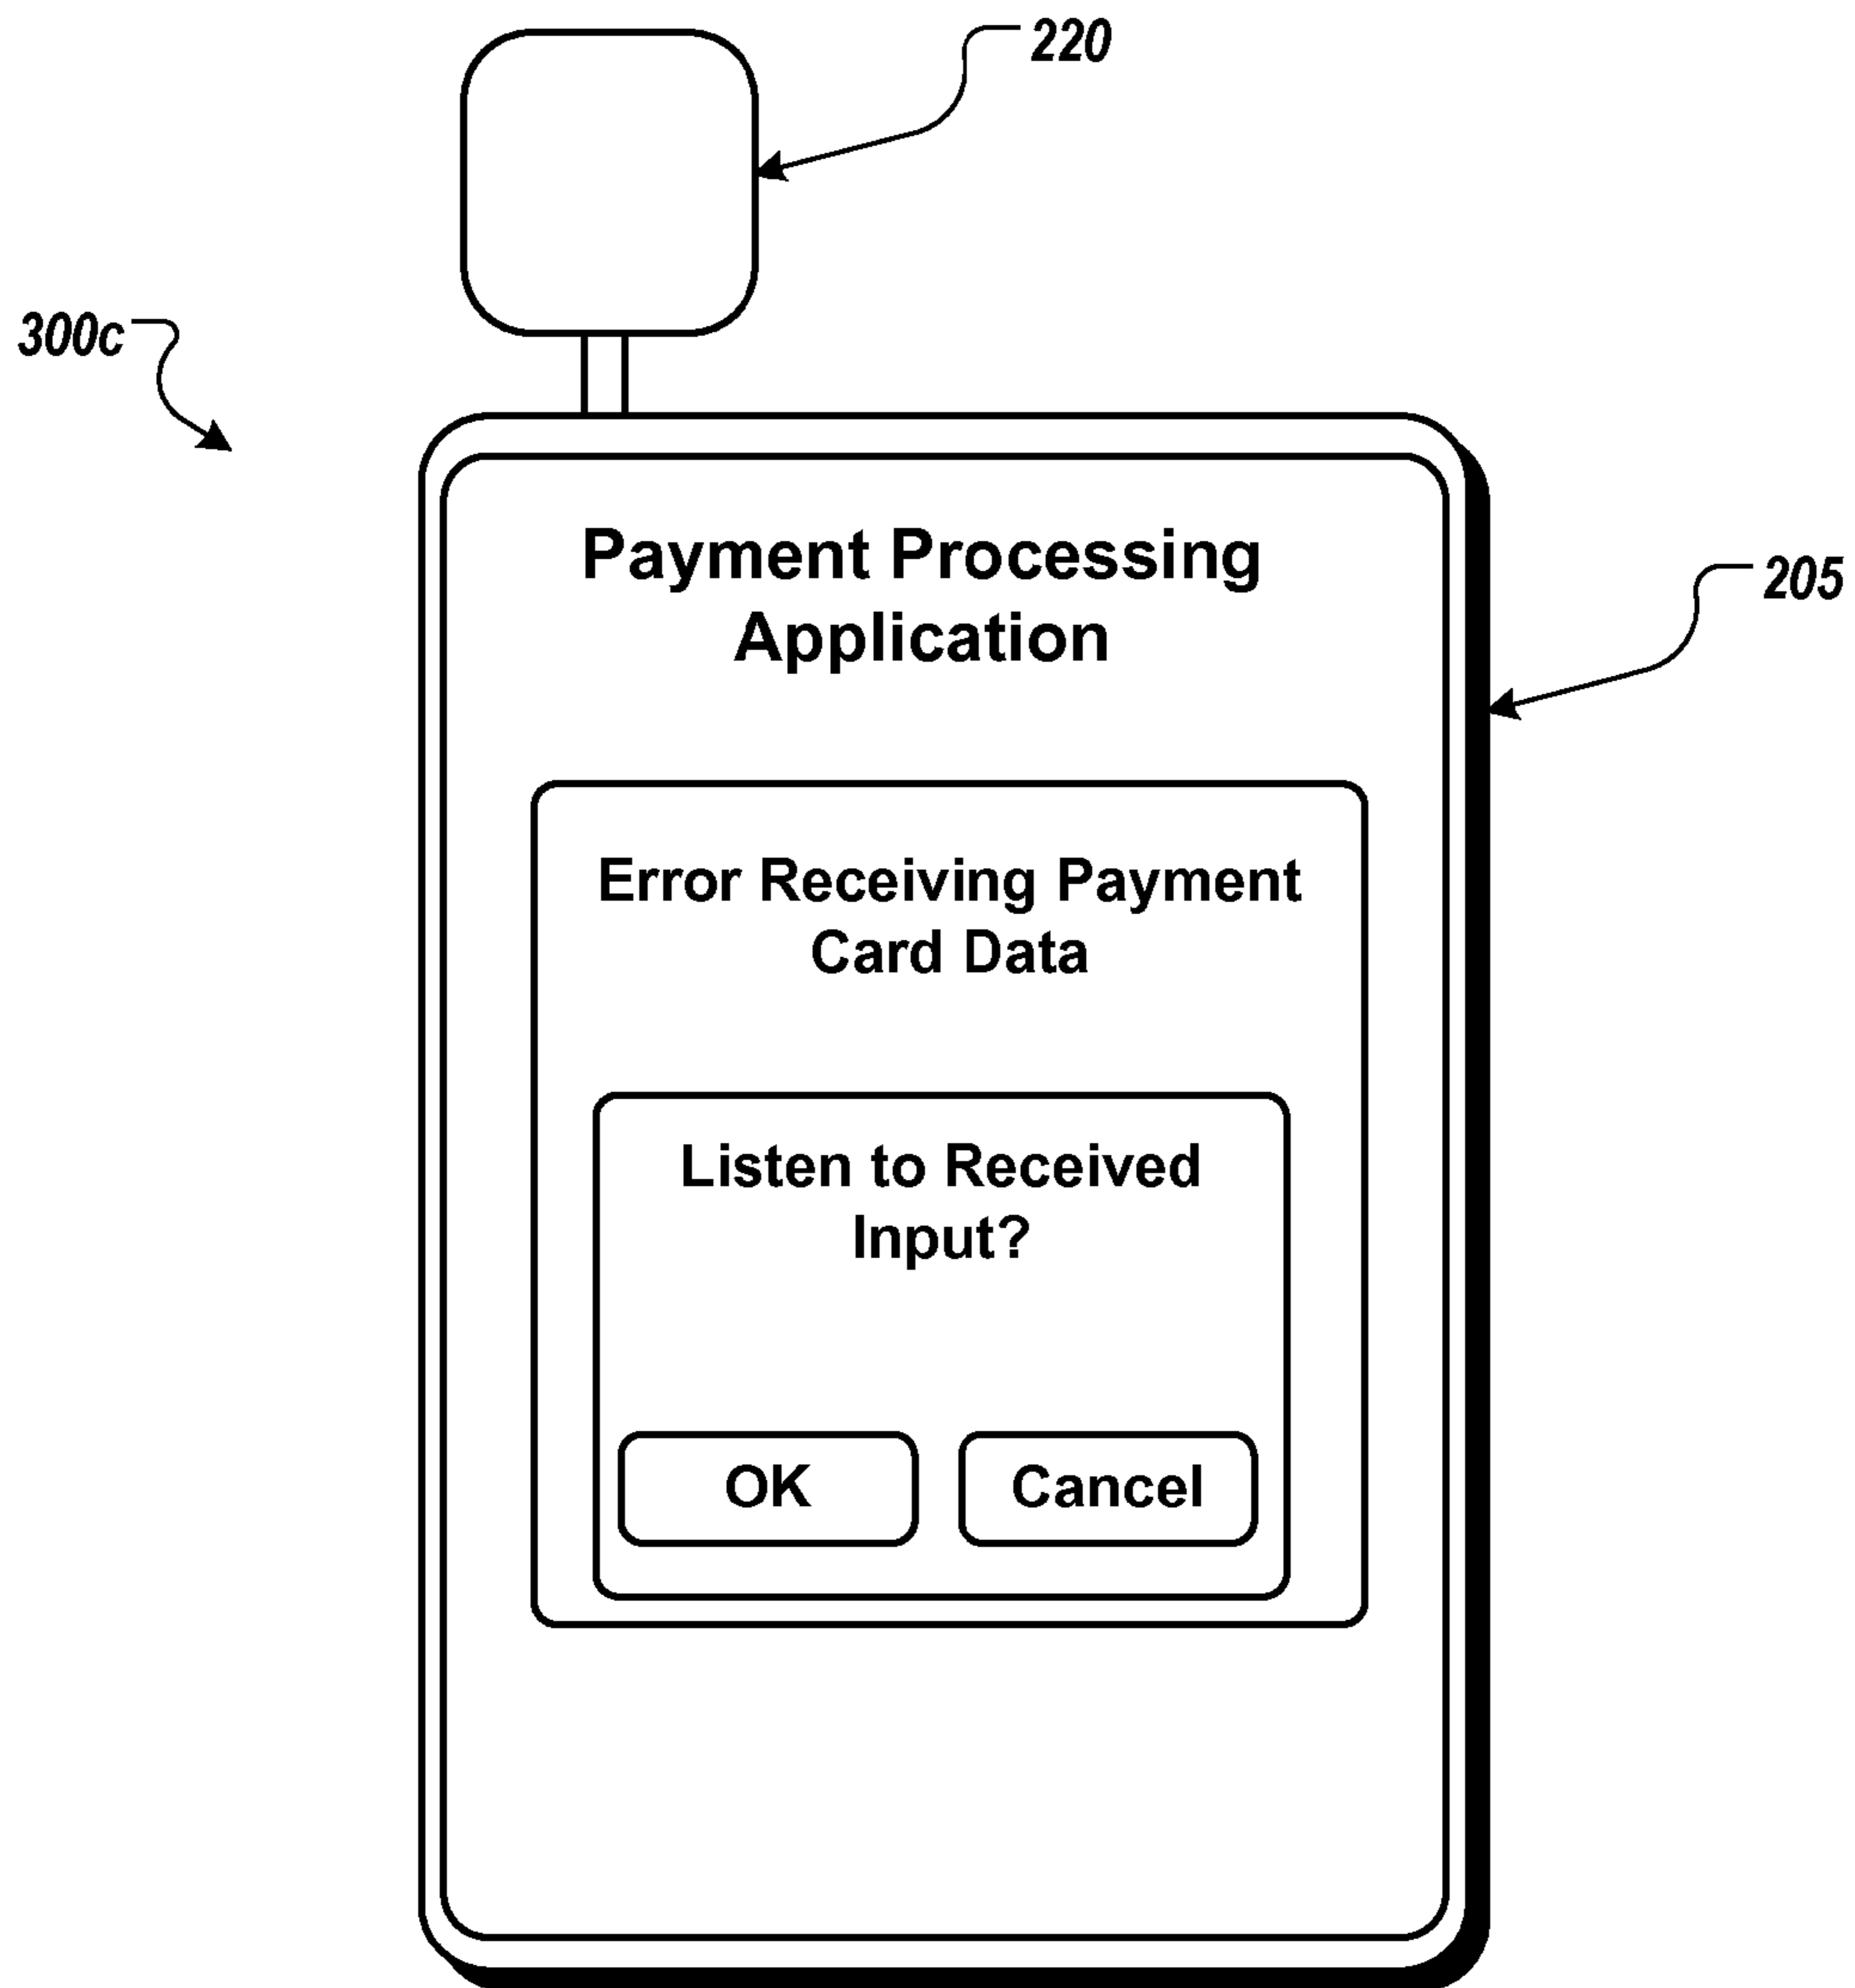 220
300c
Payment Processing
Application
205
Error Receiving Payment
Card Data
Listen to Received
Input?
OK
Cancel